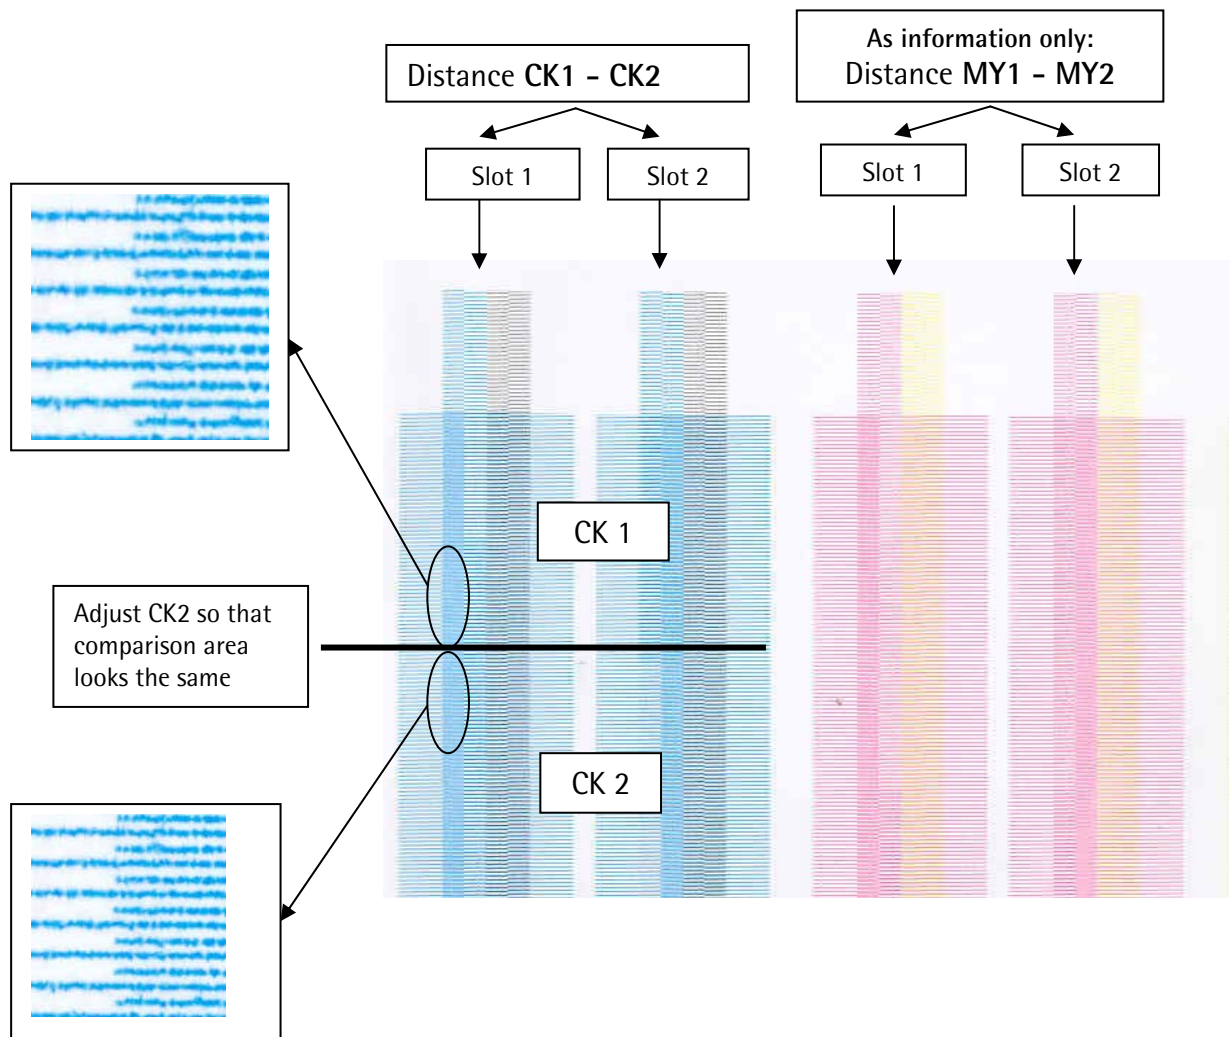 Distance CK1 - CK2
As information only:
Distance MY1 - MY2
Slot 1
Slot 2
Slot 1
Slot 2
CK 1
Adjust CK2 so that
comparison area
looks the same
CK 2